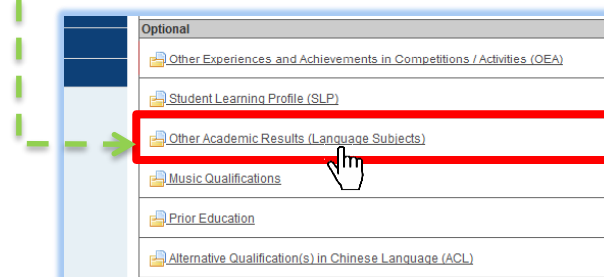 Optional
Other Experiences and Achievements in Competitions / Activities (OEA)
Student Learning Profile (SLP)
Other Academic Results (Language Subjects)
Music Qualifications
Prior Education
Alternative Qualification(s) in Chinese Language (ACL)